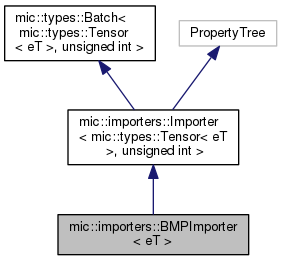 mic::types::Batch<
mic::types::Tensor
< eT >, unsigned int >
PropertyTree
mic::importers::Importer
< mic::types::Tensor< eT
>, unsigned int >
mic::importers::BMPImporter
< eT >